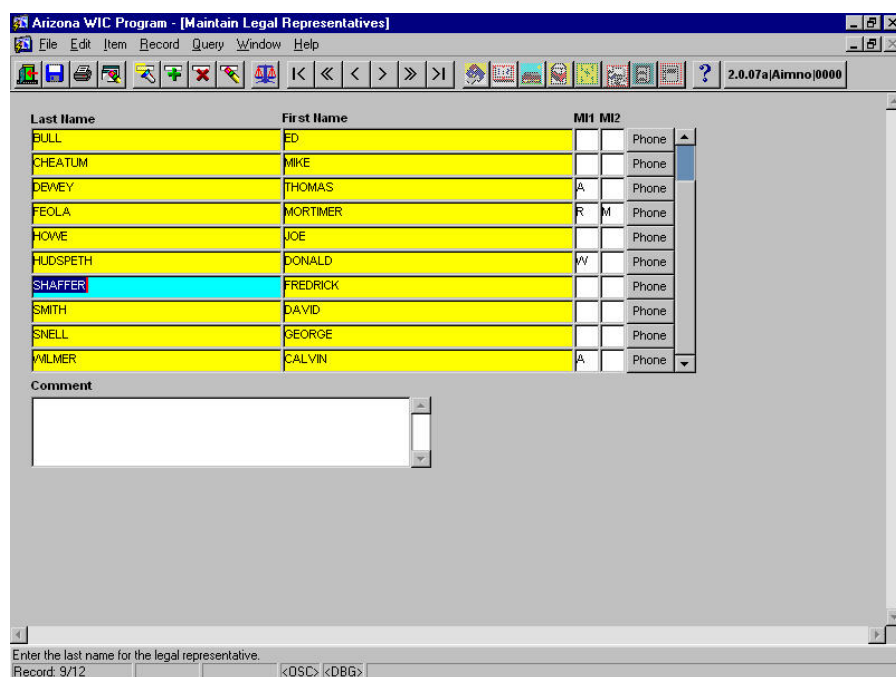 Arizona WIC Program - [Maintain Legal Representatives]
File Edit Item Record Query Window Help
2.0.07a|Aimno|0000
Last Name First Name MI1 MI2
BULL ED Phone
CHEATUM MIKE Phone
DEWEY THOMAS A Phone
FEOLA MORTIMER R M Phone
HOWE JOE Phone
HUDSPETH DONALD W Phone
SHAFFER FREDRICK Phone
SMITH DAVID Phone
SNELL GEORGE Phone
WILMER CALVIN A Phone
Comment
Enter the last name for the legal representative.
Record: 9/12 <OSC> <DBG>